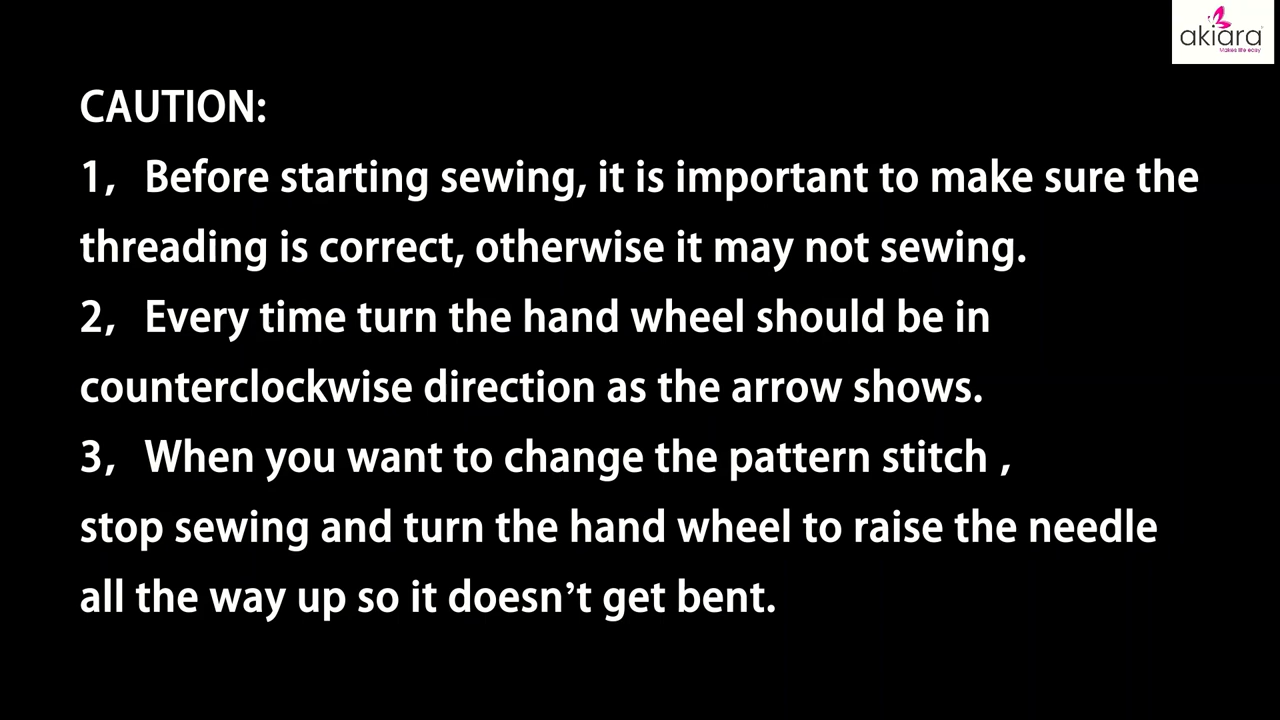 akiara
Makes life easy
CAUTION:
1, Before starting sewing, it is important to make sure the
threading is correct, otherwise it may not sewing.
2, Every time turn the hand wheel should be in
counterclockwise direction as the arrow shows.
3, When you want to change the pattern stitch ,
stop sewing and turn the hand wheel to raise the needle
all the way up so it doesn’t get bent.